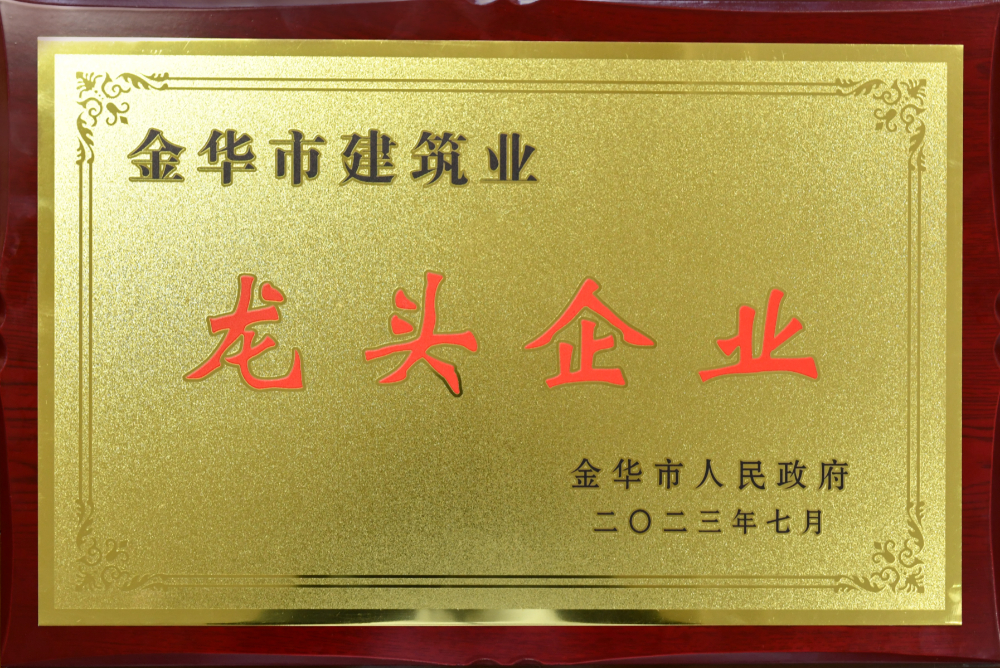 金华市建筑业
龙头企业
金华市人民政府
二〇二三年七月